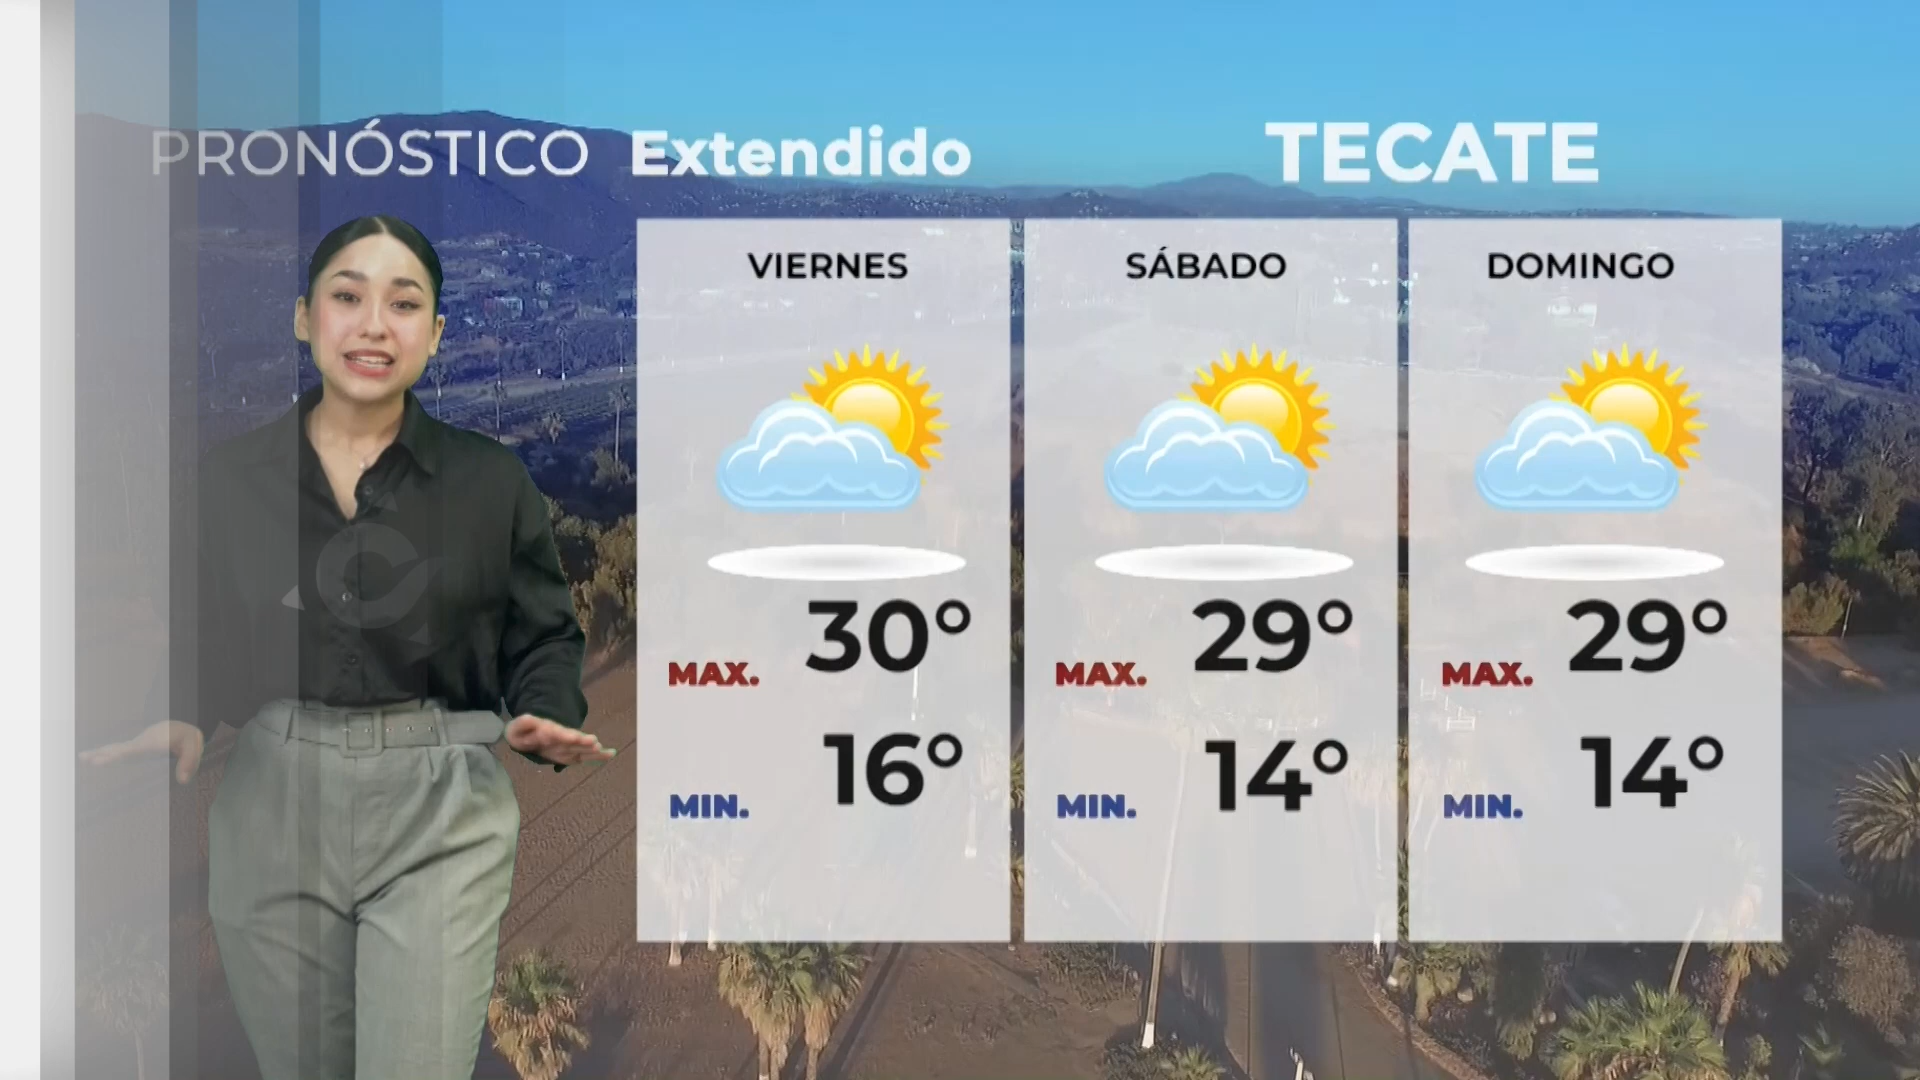 PRONÓSTICO Extendido
TECATE
VIERNES
MAX. 30°
MIN. 16°
SÁBADO
MAX. 29°
MIN. 14°
DOMINGO
MAX. 29°
MIN. 14°